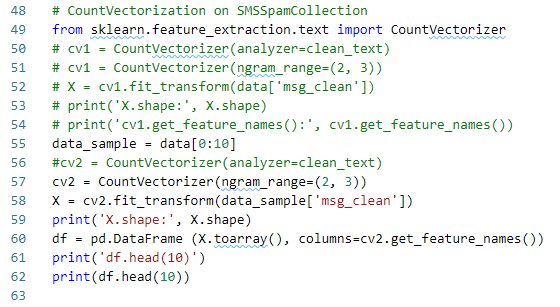 48 # CountVectorization on SMSSpamCollection
49 from sklearn.feature_extraction.text import CountVectorizer
50 # cv1 = CountVectorizer(analyzer=clean_text)
51 # cv1 = CountVectorizer(ngram_range=(2, 3))
52 # X = cv1.fit_transform(data['msg_clean'])
53 # print('X.shape:', X.shape)
54 # print('cv1.get_feature_names():', cv1.get_feature_names())
55 data_sample = data[0:10]
56 #cv2 = CountVectorizer(analyzer=clean_text)
57 cv2 = CountVectorizer(ngram_range=(2, 3))
58 X = cv2.fit_transform(data_sample['msg_clean'])
59 print('X.shape:', X.shape)
60 df = pd.DataFrame (X.toarray(), columns=cv2.get_feature_names())
61 print('df.head(10)')
62 print(df.head(10))
63